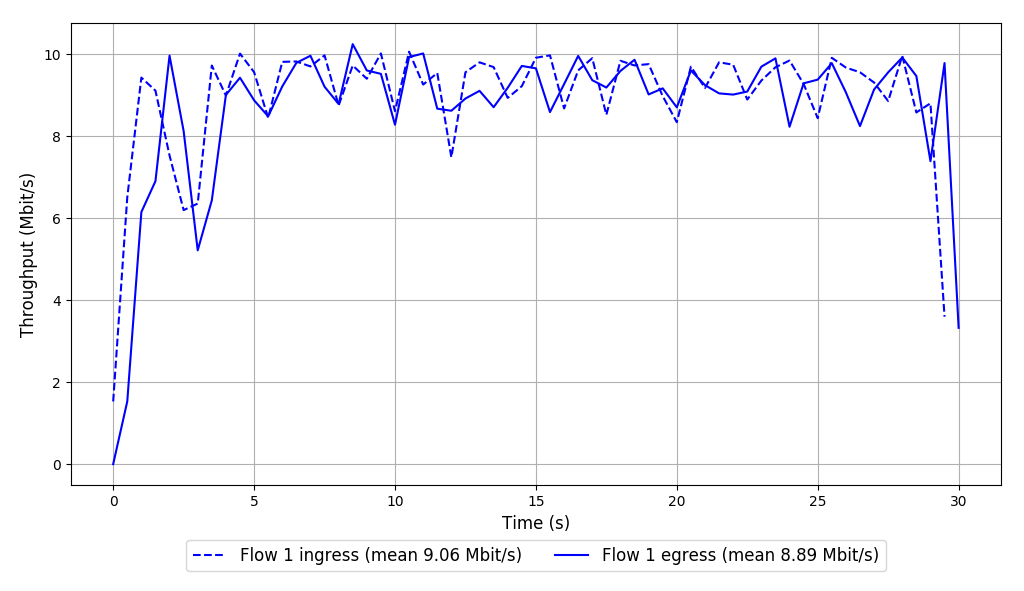 Throughput (Mbit/s)
10
8
6
4
2
0
0 5 10 15 20 25 30
Time (s)
Flow 1 ingress (mean 9.06 Mbit/s) Flow 1 egress (mean 8.89 Mbit/s)